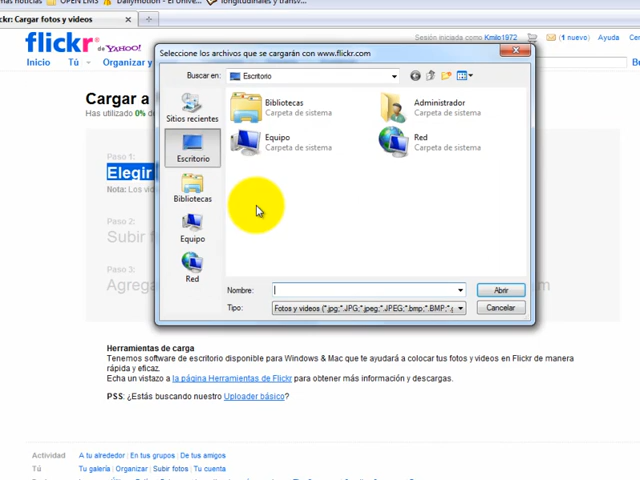 más noticias OPEN LMS Dailymotion - El Unive... longitudinales y transv...
r: Cargar fotos y videos
flickr
de YAHOO!
Sesión iniciada como Kmilo1972 (1 nuevo) Ayuda Cerr
Inicio Tú Organizar y
Seleccione los archivos que se cargarán con www.flickr.com
Buscar en: Escritorio
Cargar a
Has utilizado 0% de
Sitios recientes
Escritorio
Bibliotecas
Equipo
Red
Bibliotecas
Carpeta de sistema
Administrador
Carpeta de sistema
Equipo
Carpeta de sistema
Red
Carpeta de sistema
Paso 1:
Elegir
Nota: Los vid
Paso 2:
Subir f
Paso 3:
Agrega
om
Nombre:
Abrir
Tipo: Fotos y videos (*.jpg;*.JPG;*.jpeg;*.JPEG;*.bmp;*.BMP;*.g
Cancelar
Herramientas de carga
Tenemos software de escritorio disponible para Windows & Mac que te ayudará a colocar tus fotos y videos en Flickr de manera
rápida y eficaz.
Echa un vistazo a la página Herramientas de Flickr para obtener más información y descargas.
PSS: ¿Estás buscando nuestro Uploader básico?
Actividad A tu alrededor | En tus grupos | De tus amigos
Tú Tu galería | Organizar | Subir fotos | Tu cuenta